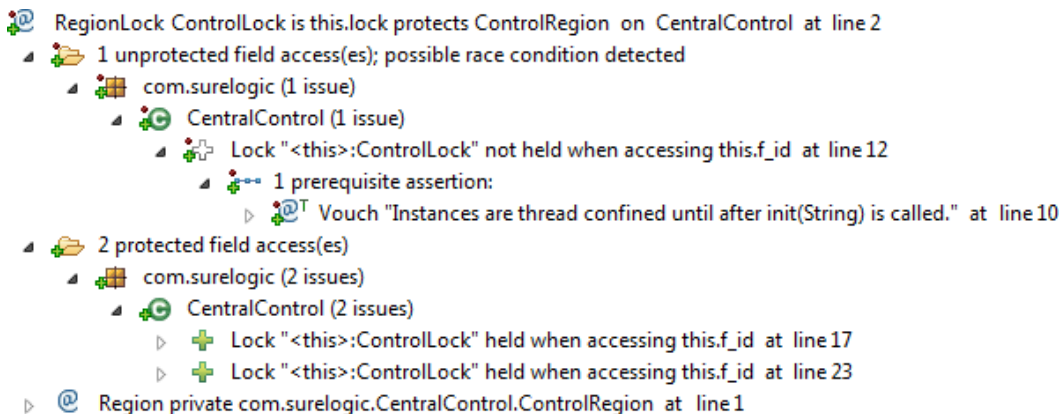 RegionLock ControlLock is this.lock protects ControlRegion on CentralControl at line 2
1 unprotected field access(es); possible race condition detected
com.surelogic (1 issue)
CentralControl (1 issue)
Lock "<this>:ControlLock" not held when accessing this.f_id at line 12
1 prerequisite assertion:
Vouch "Instances are thread confined until after init(String) is called." at line 10
2 protected field access(es)
com.surelogic (2 issues)
CentralControl (2 issues)
Lock "<this>:ControlLock" held when accessing this.f_id at line 17
Lock "<this>:ControlLock" held when accessing this.f_id at line 23
Region private com.surelogic.CentralControl.ControlRegion at line 1